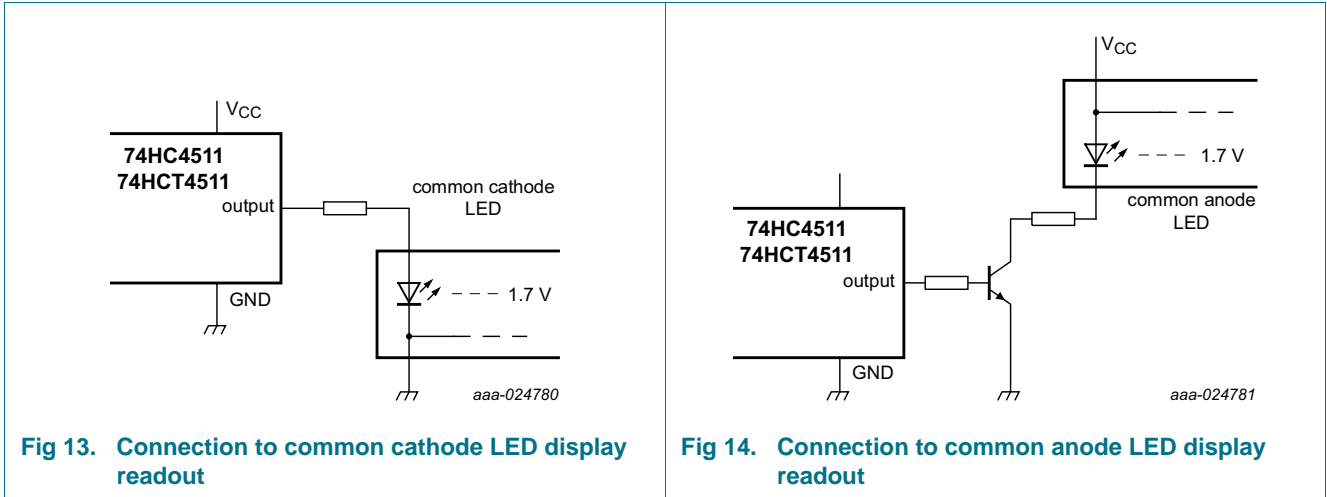 VCC
74HC4511
74HCT4511
output
common cathode
LED
1.7 V
GND
aaa-024780
Fig 13. Connection to common cathode LED display
readout
VCC
1.7 V
common anode
LED
74HC4511
74HCT4511
output
GND
aaa-024781
Fig 14. Connection to common anode LED display
readout